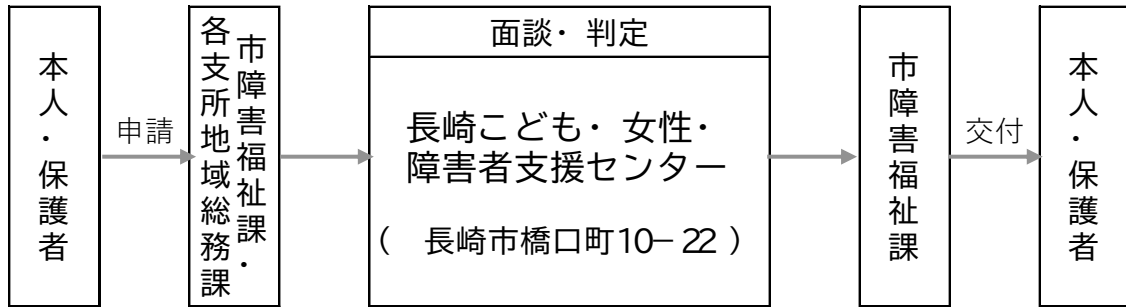 本人・保護者
申請
市障害福祉課・
各支所地域総務課
面談・判定
長崎こども・女性・
障害者支援センター
(長崎市橋口町10－22)
市障害福祉課
交付
本人・保護者